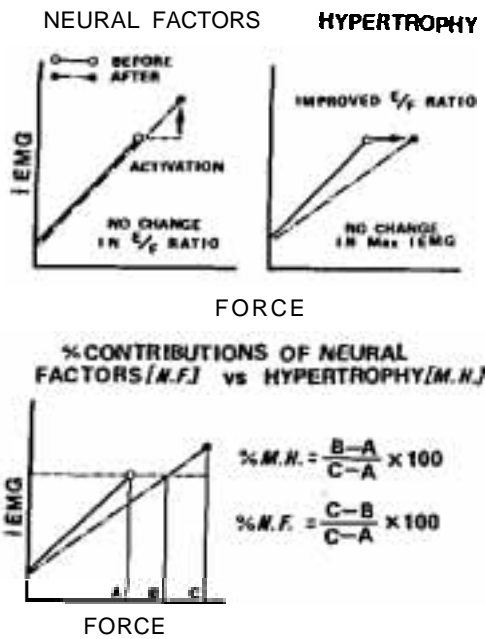 NEURAL FACTORS
HYPERTROPHY
BEFORE
AFTER
IEMG
ACTIVATION
NO CHANGE
IN E/F RATIO
IMPROVED E/F RATIO
NO CHANGE
IN Max IEMG
FORCE
%CONTRIBUTIONS OF NEURAL
FACTORS[N.F.] vs HYPERTROPHY[M.H.]
IEMG
A
B
C
%M.H. = B-A / C-A × 100
%N.F. = C-B / C-A × 100
FORCE